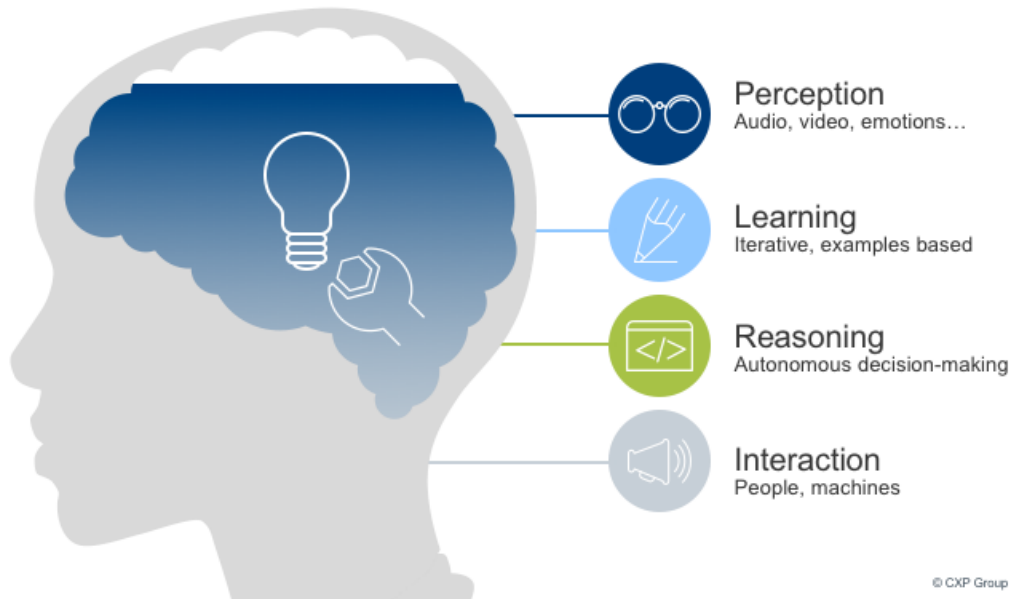 Perception
Audio, video, emotions…
Learning
Iterative, examples based
Reasoning
</>
Autonomous decision-making
Interaction
People, machines
© CXP Group